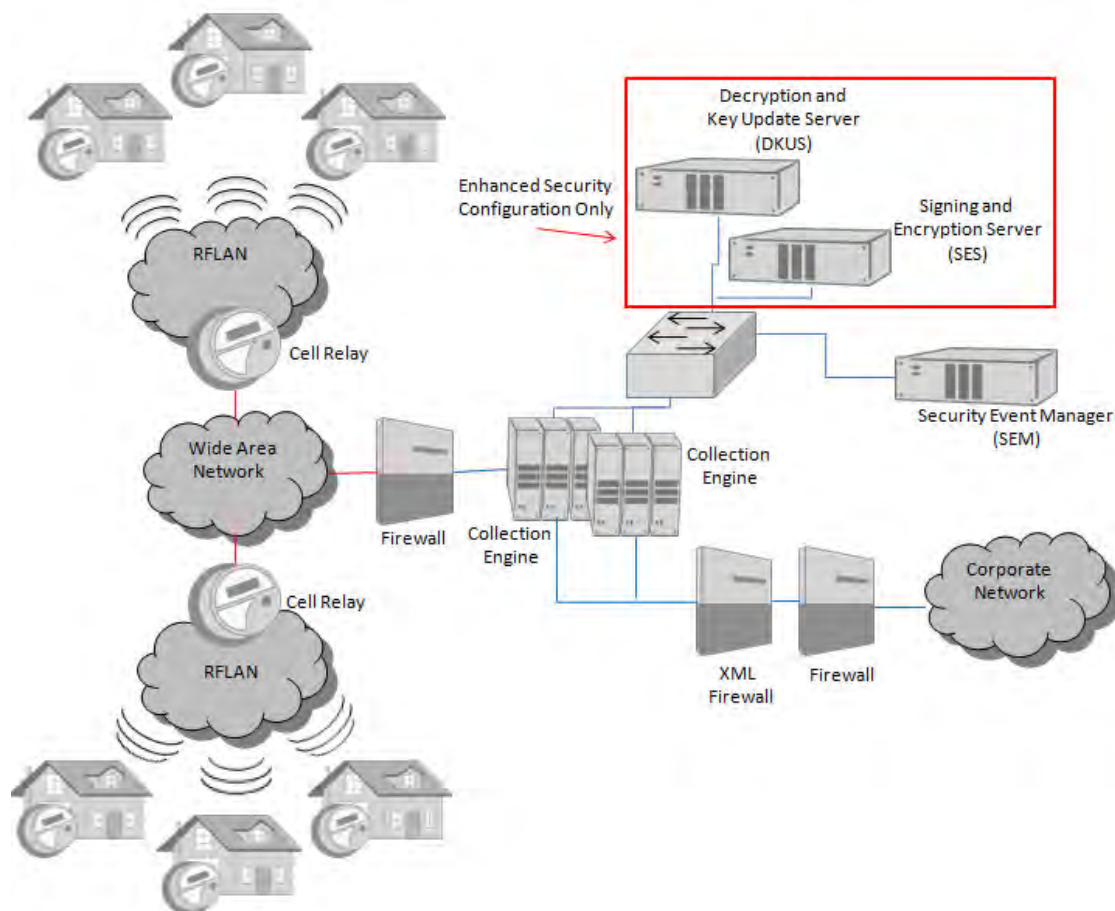 Decryption and
Key Update Server
(DKUS)
Enhanced Security
Configuration Only
Signing and
Encryption Server
(SES)
RFLAN
Cell Relay
Security Event Manager
(SEM)
Wide Area
Network
Collection
Engine
Firewall
Collection
Engine
Corporate
Network
Cell Relay
RFLAN
XML
Firewall
Firewall